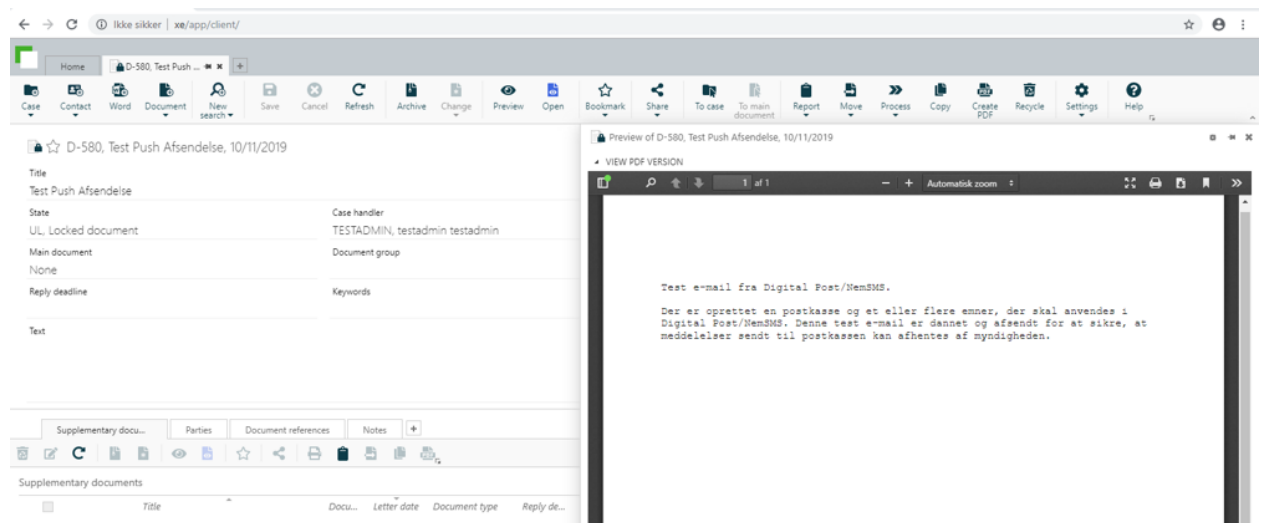 Ikke sikker | xe/app/client/
Home
D-580, Test Push ...
Case
Contact
Word
Document
New search
Save
Cancel
Refresh
Archive
Change
Preview
Open
Bookmark
Share
To case
To main document
Report
Move
Process
Copy
Create PDF
Recycle
Settings
Help
D-580, Test Push Afsendelse, 10/11/2019
Title
Test Push Afsendelse
State
UL, Locked document
Case handler
TESTADMIN, testadmin testadmin
Main document
None
Document group
Reply deadline
Keywords
Text
Supplementary docu...
Parties
Document references
Notes
Supplementary documents
Title
Docu...
Letter date
Document type
Reply de...
Preview of D-580, Test Push Afsendelse, 10/11/2019
VIEW PDF VERSION
1 af 1
Automatisk zoom
Test e-mail fra Digital Post/NemSMS.
Der er oprettet en postkasse og et eller flere emner, der skal anvendes i
Digital Post/NemSMS. Denne test e-mail er dannet og afsendt for at sikre, at
meddelelser sendt til postkassen kan afhentes af myndigheden.